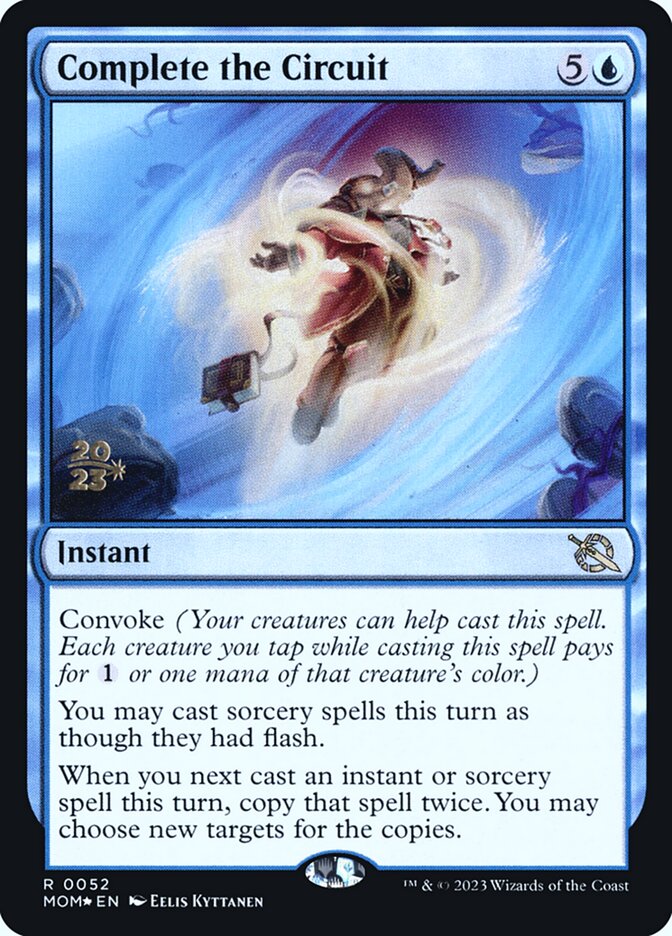 Complete the Circuit 5
20
23
Instant
Convoke (Your creatures can help cast this spell.
Each creature you tap while casting this spell pays
for 1 or one mana of that creature's color.)
You may cast sorcery spells this turn as
though they had flash.
When you next cast an instant or sorcery
spell this turn, copy that spell twice. You may
choose new targets for the copies.
R 0052
MOM★EN Eelis Kyttanen
™ & © 2023 Wizards of the Coast